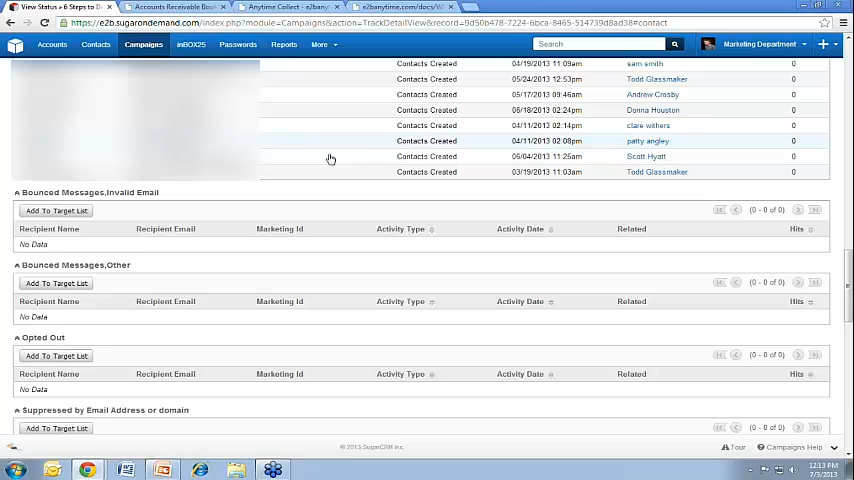 View Status » 6 Steps to D
Accounts Receivable Boo
Anytime Collect - e2bany
e2banytime.com/docs/W
https://e2b.sugarondemand.com/index.php?module=Campaigns&action=TrackDetailView&record=9d50b478-7224-6bca-8465-514739d8ad38#contact
Accounts Contacts Campaigns inBOX25 Passwords Reports More Search Marketing Department
Contacts Created 04/19/2013 11:09am sam smith 0
Contacts Created 05/24/2013 12:53pm Todd Glassmaker 0
Contacts Created 05/17/2013 09:46am Andrew Crosby 0
Contacts Created 06/18/2013 02:24pm Donna Houston 0
Contacts Created 04/11/2013 02:14pm clare withers 0
Contacts Created 04/11/2013 02:08pm patty angley 0
Contacts Created 06/04/2013 11:25am Scott Hyatt 0
Contacts Created 03/19/2013 11:03am Todd Glassmaker 0
Bounced Messages,Invalid Email
Add To Target List (0 - 0 of 0)
Recipient Name Recipient Email Marketing Id Activity Type Activity Date Related Hits
No Data
Bounced Messages,Other
Add To Target List (0 - 0 of 0)
Recipient Name Recipient Email Marketing Id Activity Type Activity Date Related Hits
No Data
Opted Out
Add To Target List (0 - 0 of 0)
Recipient Name Recipient Email Marketing Id Activity Type Activity Date Related Hits
No Data
Suppressed by Email Address or domain
Add To Target List (0 - 0 of 0)
© 2013 SugarCRM Inc. Tour Campaigns Help
12:13 PM
7/3/2013